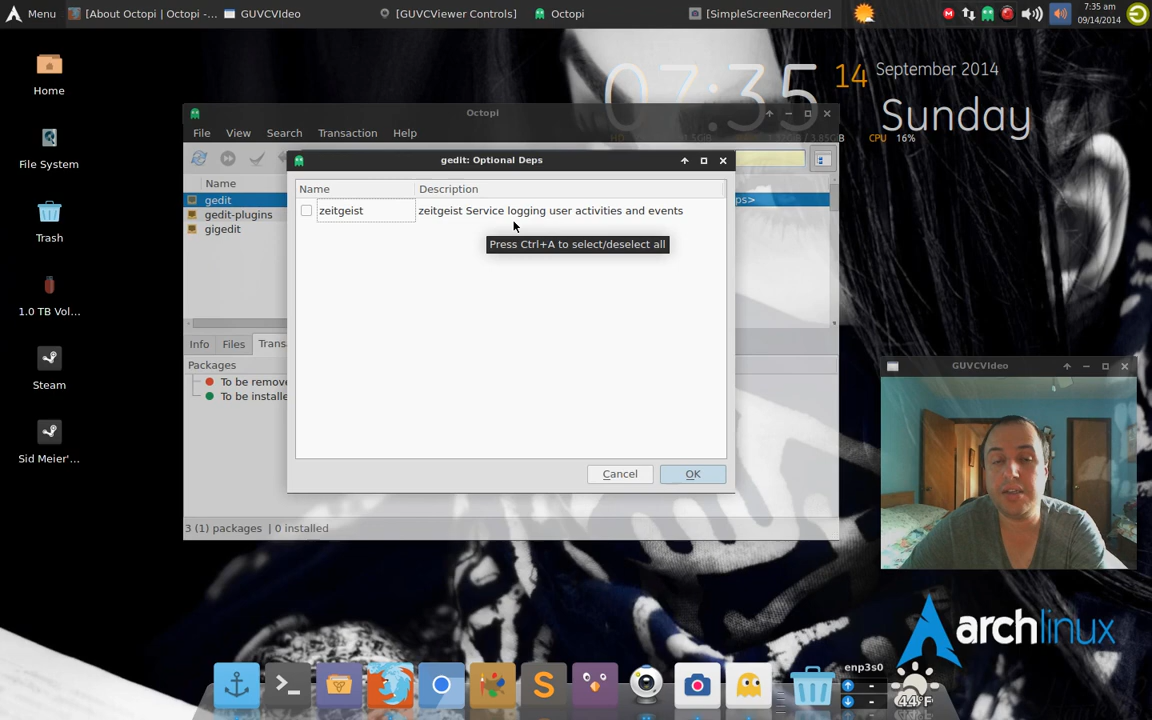 Menu
[About Octopi | Octopi -...
GUVCVIdeo
[GUVCViewer Controls]
Octopi
[SimpleScreenRecorder]
7:35 am
09/14/2014
Home
File System
Trash
1.0 TB Vol...
Steam
Sid Meier'...
07:35
14
September 2014
Sunday
CPU 16%
Octopi
File
View
Search
Transaction
Help
Name
gedit
gedit-plugins
gigedit
ps>
Info
Files
Trans
Packages
To be remove
To be installe
3 (1) packages | 0 installed
gedit: Optional Deps
Name
Description
zeitgeist
zeitgeist Service logging user activities and events
Press Ctrl+A to select/deselect all
Cancel
OK
GUVCVIdeo
archlinux
enp3s0
-
-
44°F